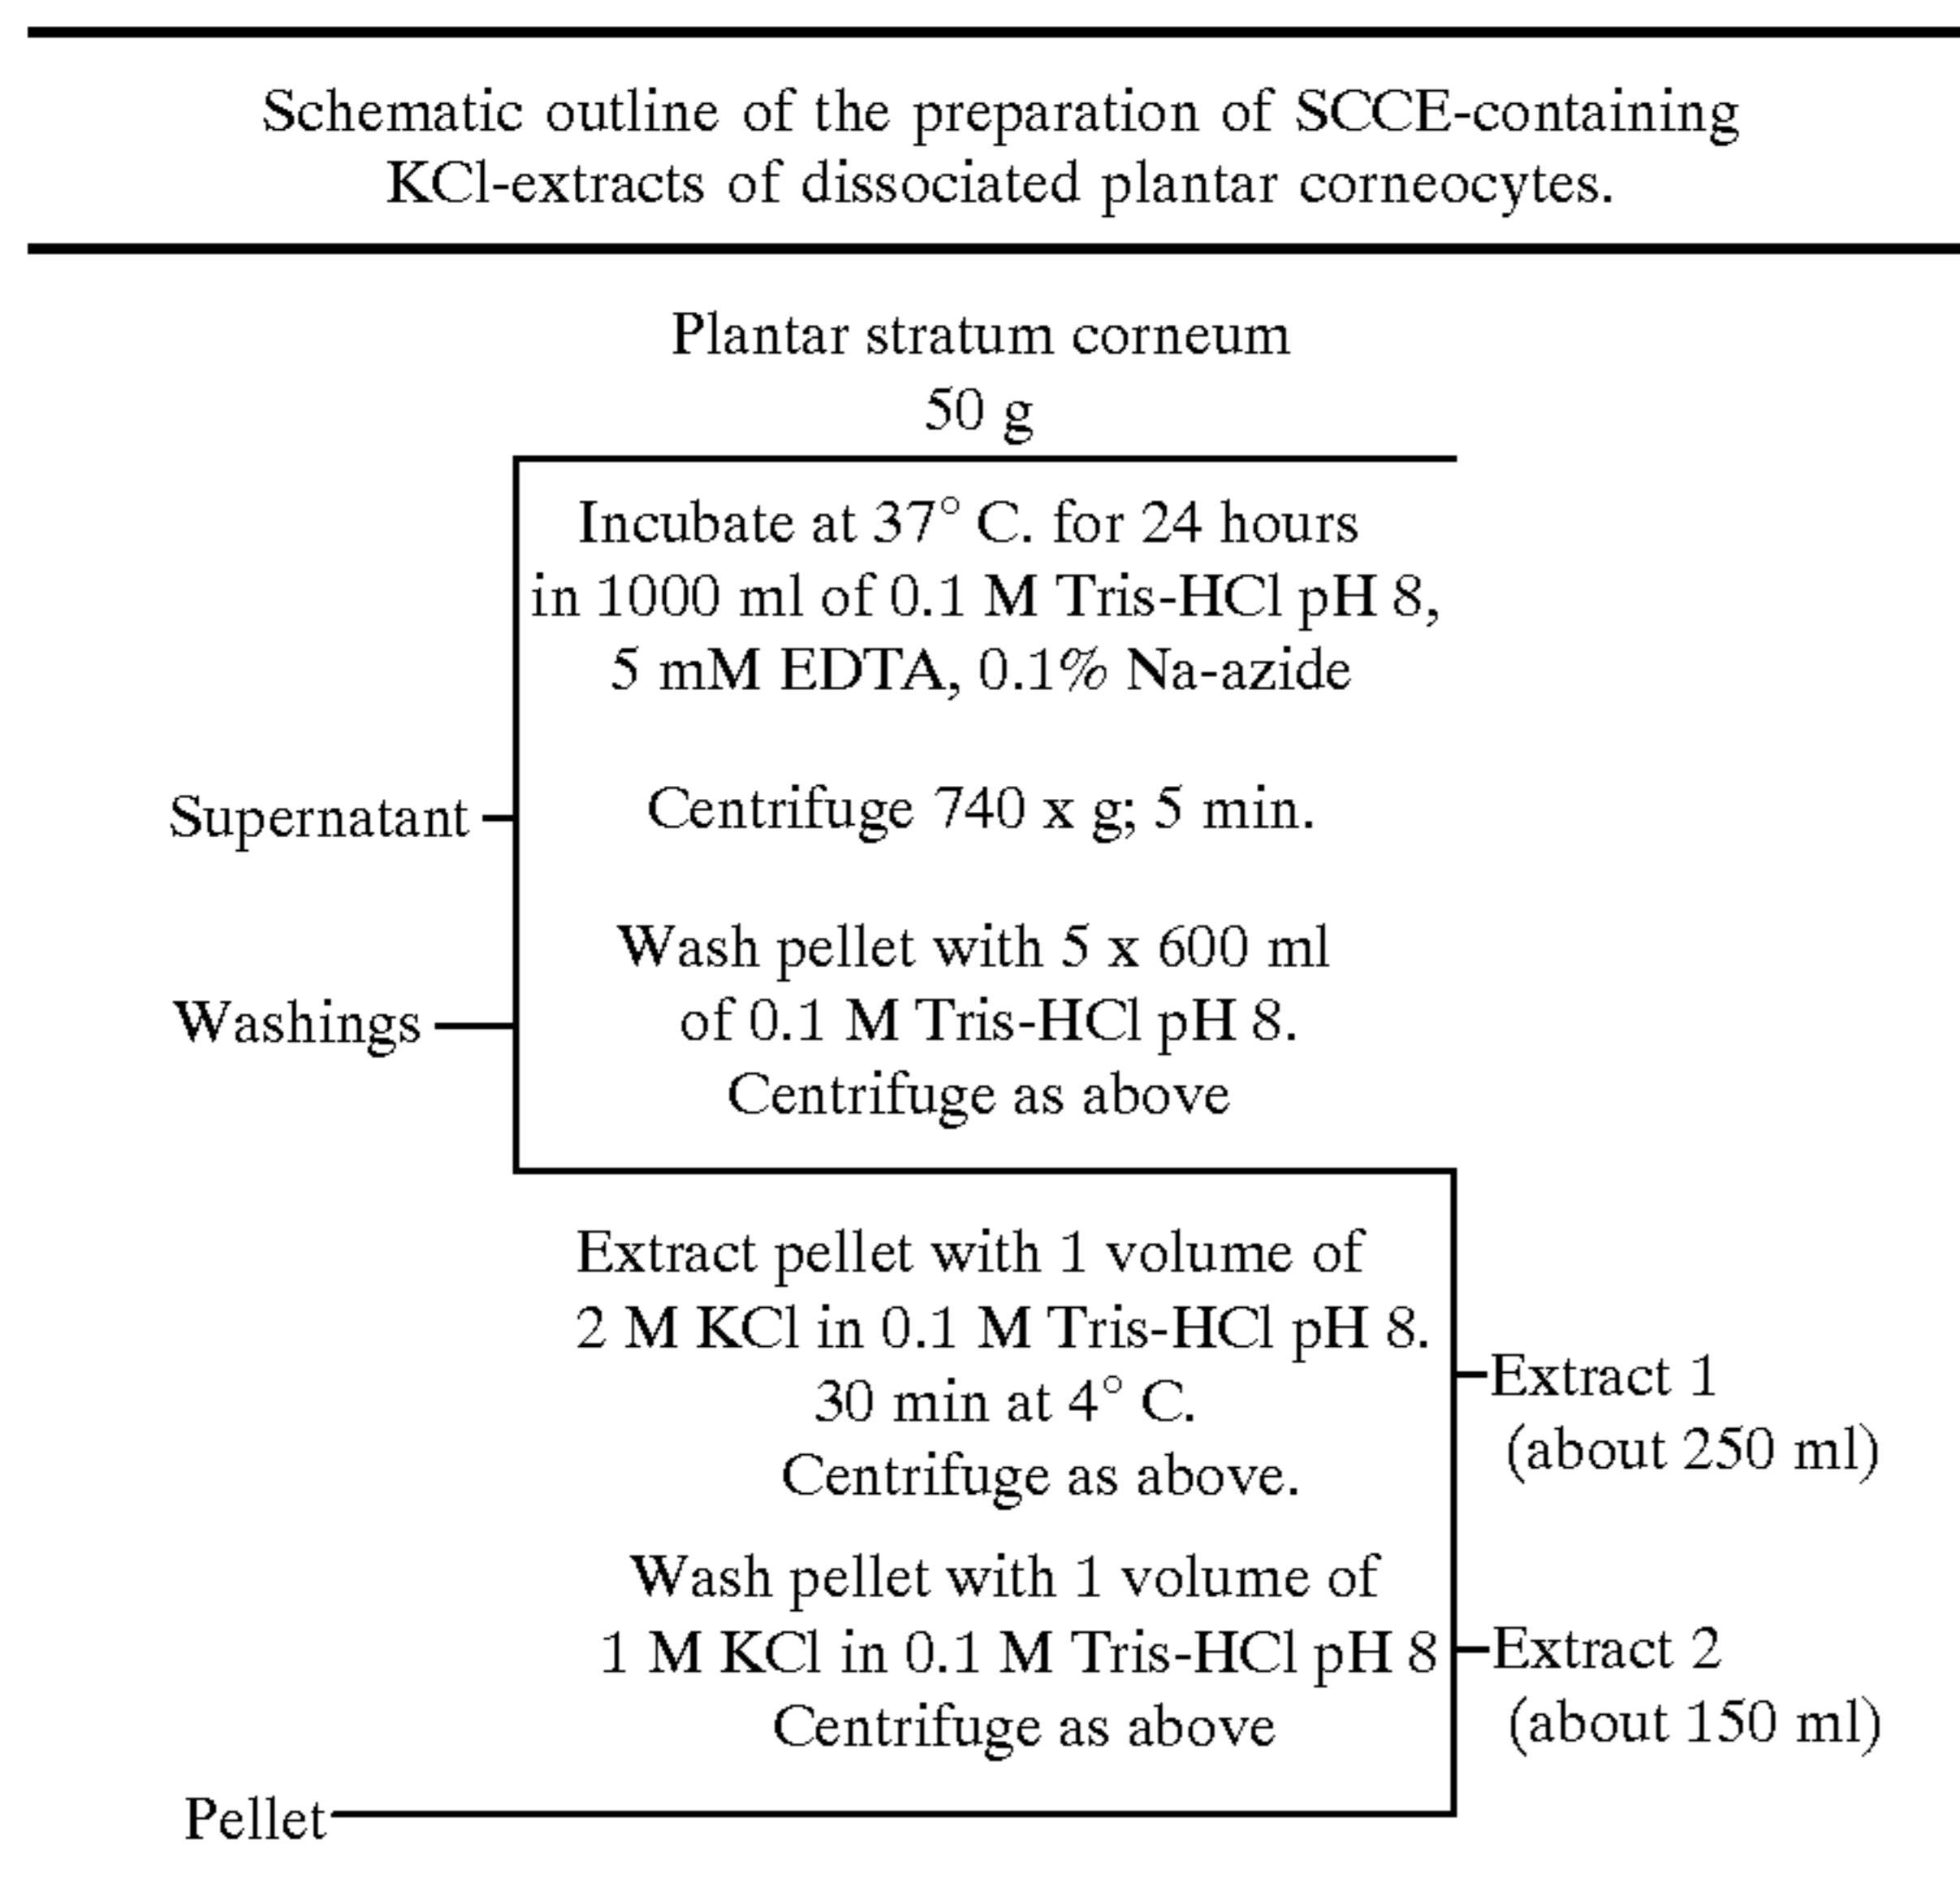 Schematic outline of the preparation of SCCE-containing
KCl-extracts of dissociated plantar corneocytes.
Plantar stratum corneum
50 g
Incubate at 37° C. for 24 hours
in 1000 ml of 0.1 M Tris-HCl pH 8,
5 mM EDTA, 0.1% Na-azide
Supernatant
Centrifuge 740 x g; 5 min.
Wash pellet with 5 x 600 ml
Washings
of 0.1 M Tris-HCl pH 8.
Centrifuge as above
Extract pellet with 1 volume of
2 M KCl in 0.1 M Tris-HCl pH 8.
30 min at 4° C.
Centrifuge as above.
Extract 1
(about 250 ml)
Wash pellet with 1 volume of
1 M KCl in 0.1 M Tris-HCl pH 8
Centrifuge as above
Extract 2
(about 150 ml)
Pellet